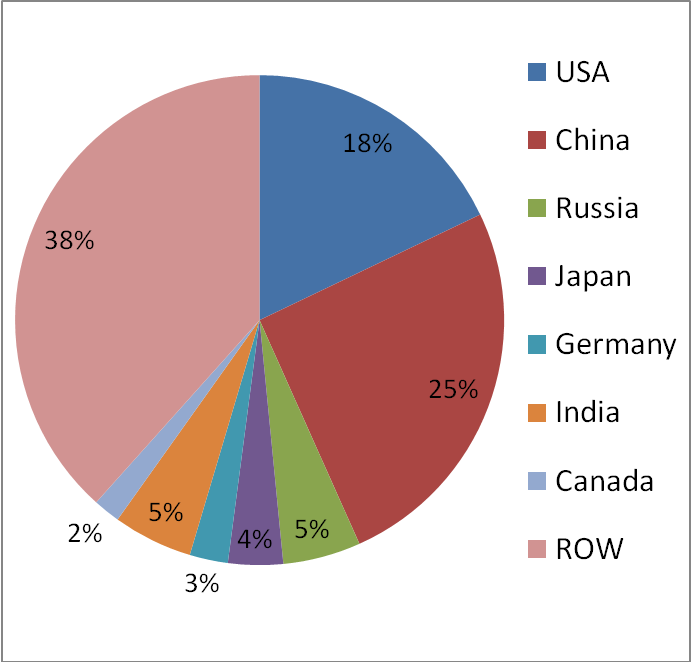 18%
25%
5%
4%
3%
5%
2%
38%
USA
China
Russia
Japan
Germany
India
Canada
ROW